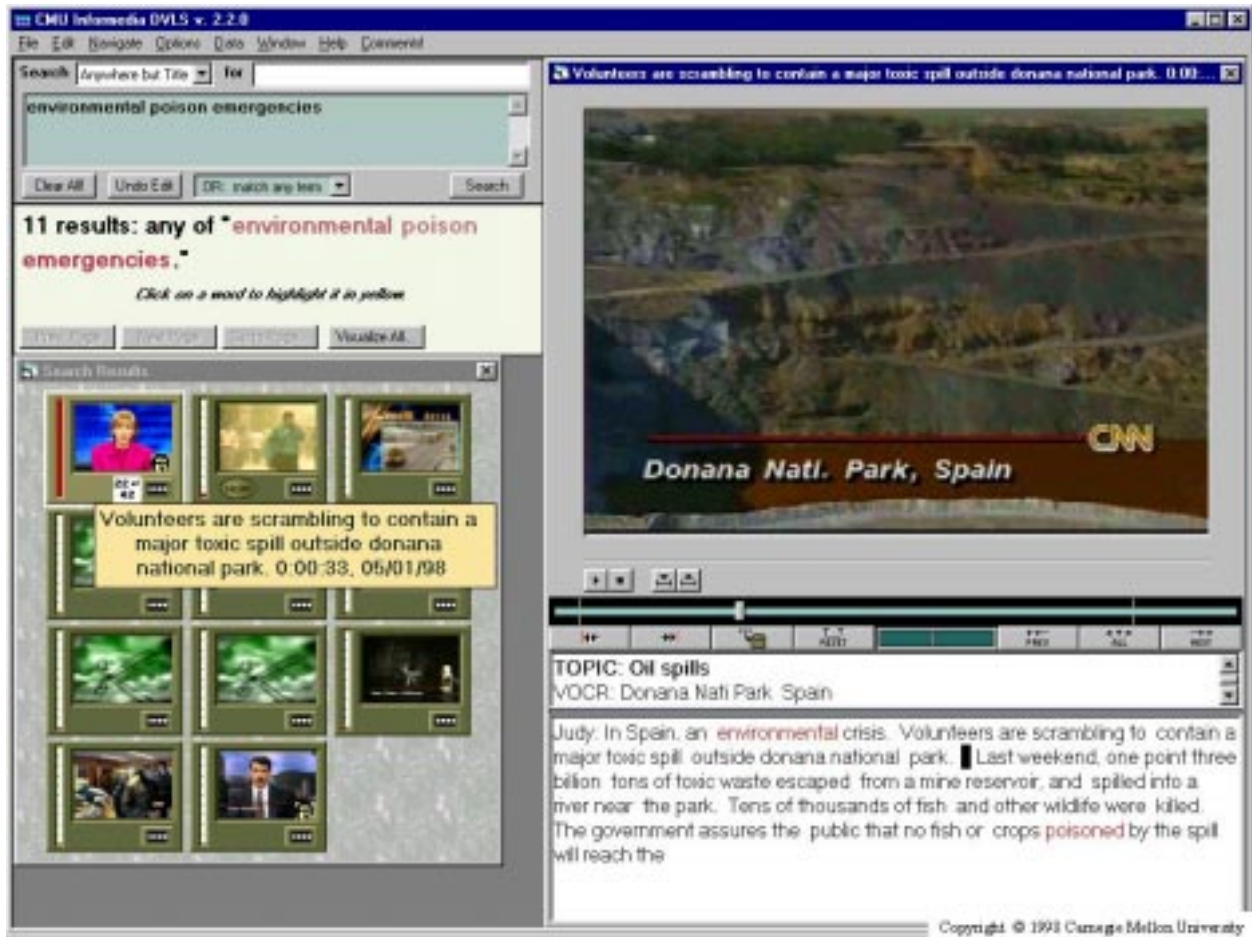 CMU Informedia DVLS v. 2.2.0
File Edit Navigate Options Data Window Help Comments!
Search Anywhere but Title for
environmental poison emergencies
Clear All! Undo Edit OR: match any term Search
11 results: any of "environmental poison
emergencies."
Click on a word to highlight it in yellow
Visualize All...
Search Results
Volunteers are scrambling to contain a
major toxic spill outside donana
national park. 0:00:33, 05/01/98
Volunteers are scrambling to contain a major toxic spill outside donana national park. 0:00:...
CNN
Donana Natl. Park, Spain
RESET
PREV
ALL
TOPIC: Oil spills
VOCR: Donana Nati Park Spain
Judy: In Spain, an environmental crisis. Volunteers are scrambling to contain a
major toxic spill outside donana national park. Last weekend, one point three
billion tons of toxic waste escaped from a mine reservoir, and spilled into a
river near the park. Tens of thousands of fish and other wildlife were killed.
The government assures the public that no fish or crops poisoned by the spill
will reach the
Copyright © 1998 Carnegie Mellon University